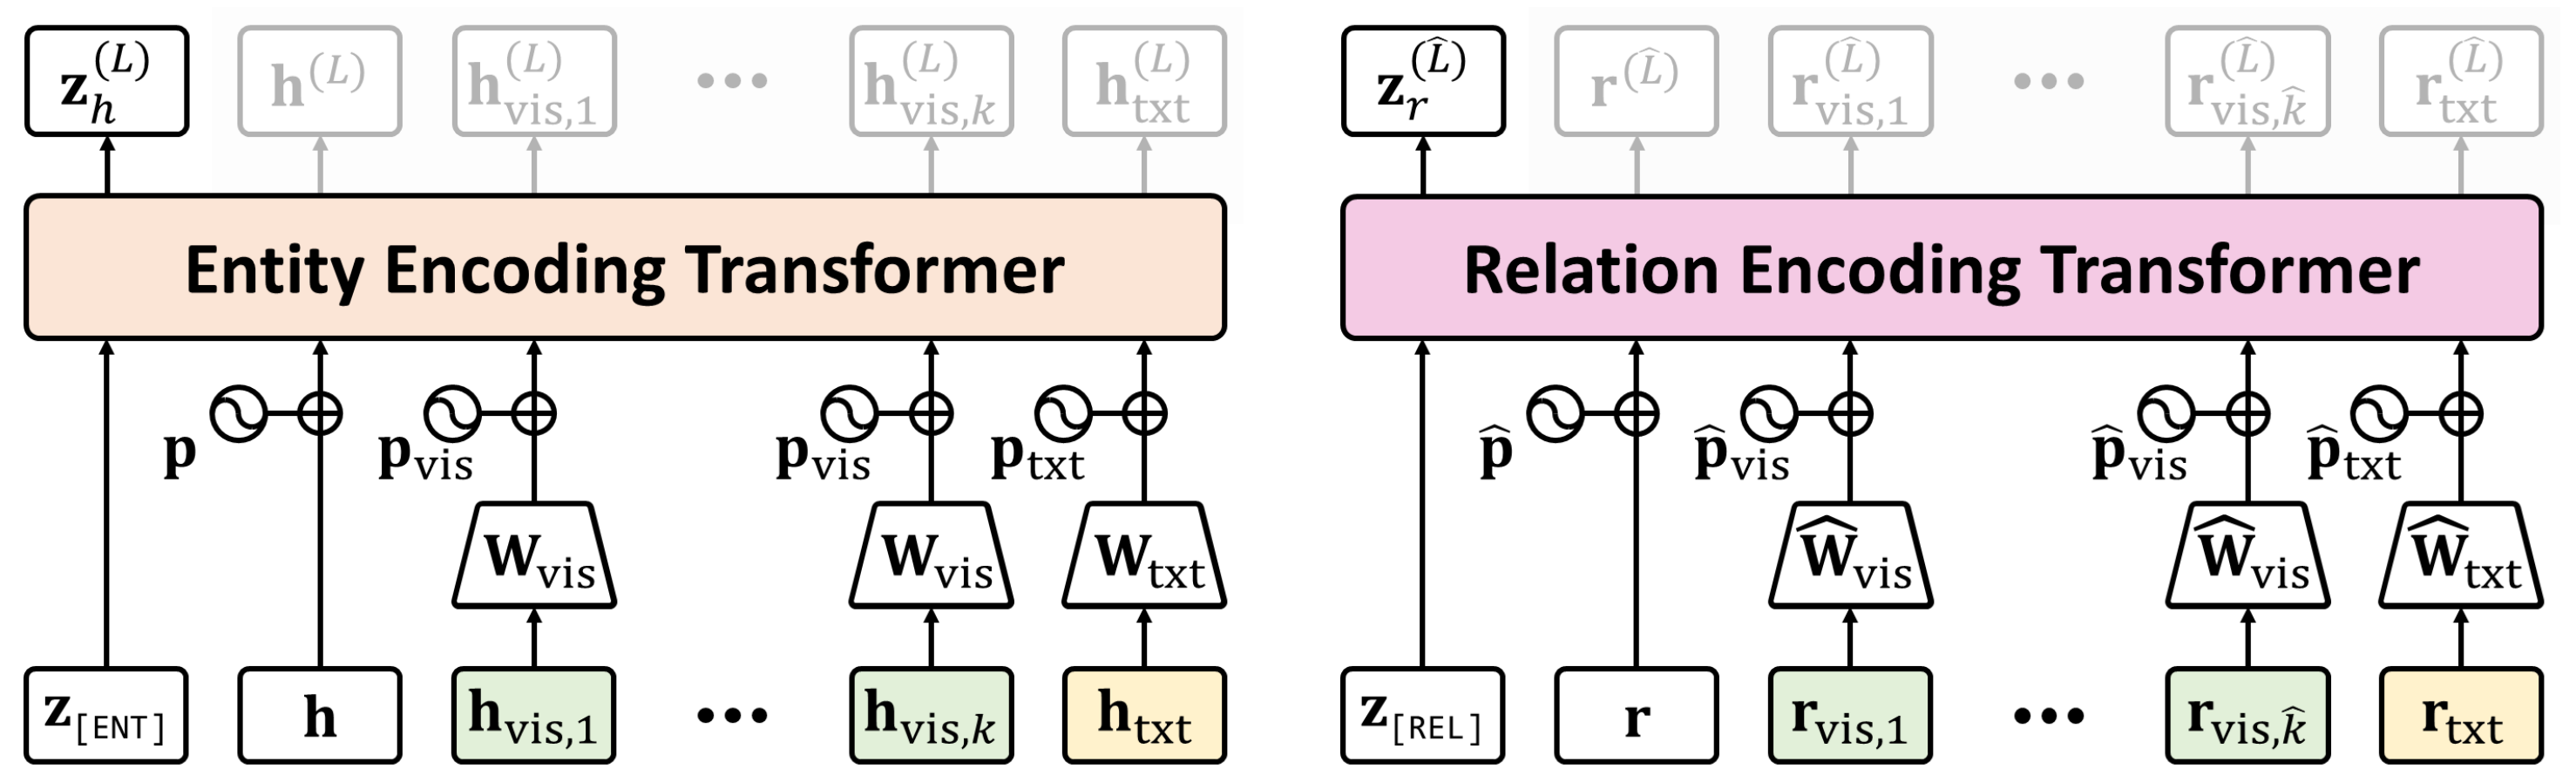 z_h^(L) h^(L) h_vis,1^(L) ••• h_vis,k^(L) h_txt^(L)
Entity Encoding Transformer
p p_vis p_vis p_txt
W_vis W_vis W_txt
z_[ENT] h h_vis,1 ••• h_vis,k h_txt
z_r^(L̂) r^(L̂) r_vis,1^(L̂) ••• r_vis,k̂^(L̂) r_txt^(L̂)
Relation Encoding Transformer
p̂ p̂_vis p̂_vis p̂_txt
Ŵ_vis Ŵ_vis Ŵ_txt
z_[REL] r r_vis,1 ••• r_vis,k̂ r_txt